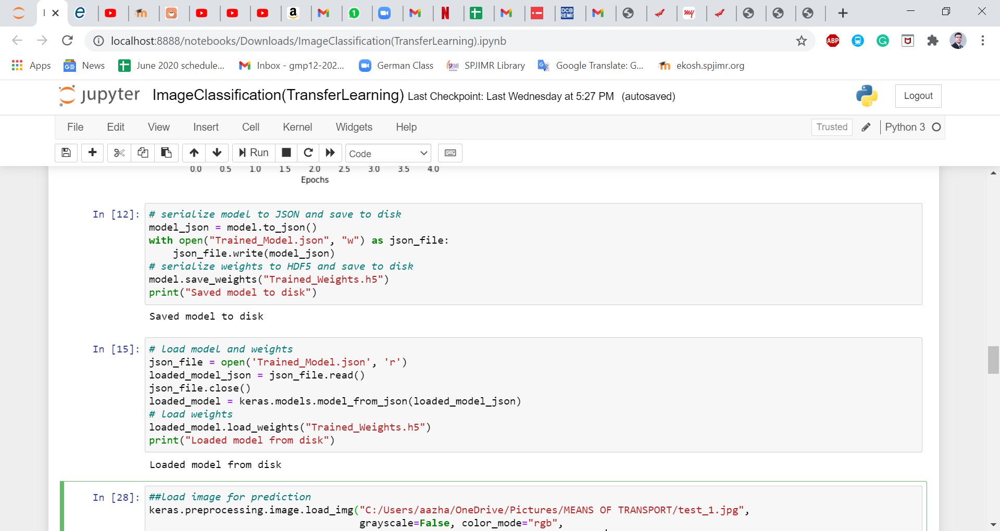 localhost:8888/notebooks/Downloads/ImageClassification(TransferLearning).ipynb
ABP
Apps News June 2020 schedule... Inbox - gmp12-202... German Class SPJIMR Library Google Translate: G... ekosh.spjimr.org
jupyter ImageClassification(TransferLearning) Last Checkpoint: Last Wednesday at 5:27 PM (autosaved) Logout
File Edit View Insert Cell Kernel Widgets Help Trusted Python 3
Run Code
0.0 0.5 1.0 1.5 2.0 2.5 3.0 3.5 4.0
Epochs
In [12]: # serialize model to JSON and save to disk
model_json = model.to_json()
with open("Trained_Model.json", "w") as json_file:
    json_file.write(model_json)
# serialize weights to HDF5 and save to disk
model.save_weights("Trained_Weights.h5")
print("Saved model to disk")
Saved model to disk
In [15]: # load model and weights
json_file = open('Trained_Model.json', 'r')
loaded_model_json = json_file.read()
json_file.close()
loaded_model = keras.models.model_from_json(loaded_model_json)
# load weights
loaded_model.load_weights("Trained_Weights.h5")
print("Loaded model from disk")
Loaded model from disk
In [28]: ##load image for prediction
keras.preprocessing.image.load_img("C:/Users/aazha/OneDrive/Pictures/MEANS OF TRANSPORT/test_1.jpg",
grayscale=False, color_mode="rgb",